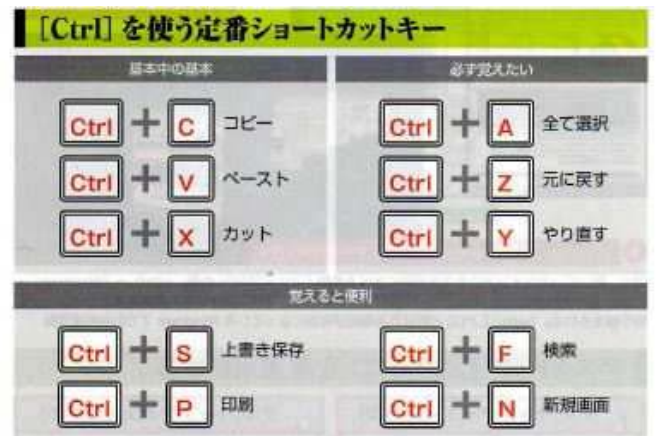 [Ctrl] を使う定番ショートカットキー
基本中の基本
Ctrl + C コピー
Ctrl + V ペースト
Ctrl + X カット
必ず覚えたい
Ctrl + A 全て選択
Ctrl + Z 元に戻す
Ctrl + Y やり直す
覚えると便利
Ctrl + S 上書き保存
Ctrl + P 印刷
Ctrl + F 検索
Ctrl + N 新規画面